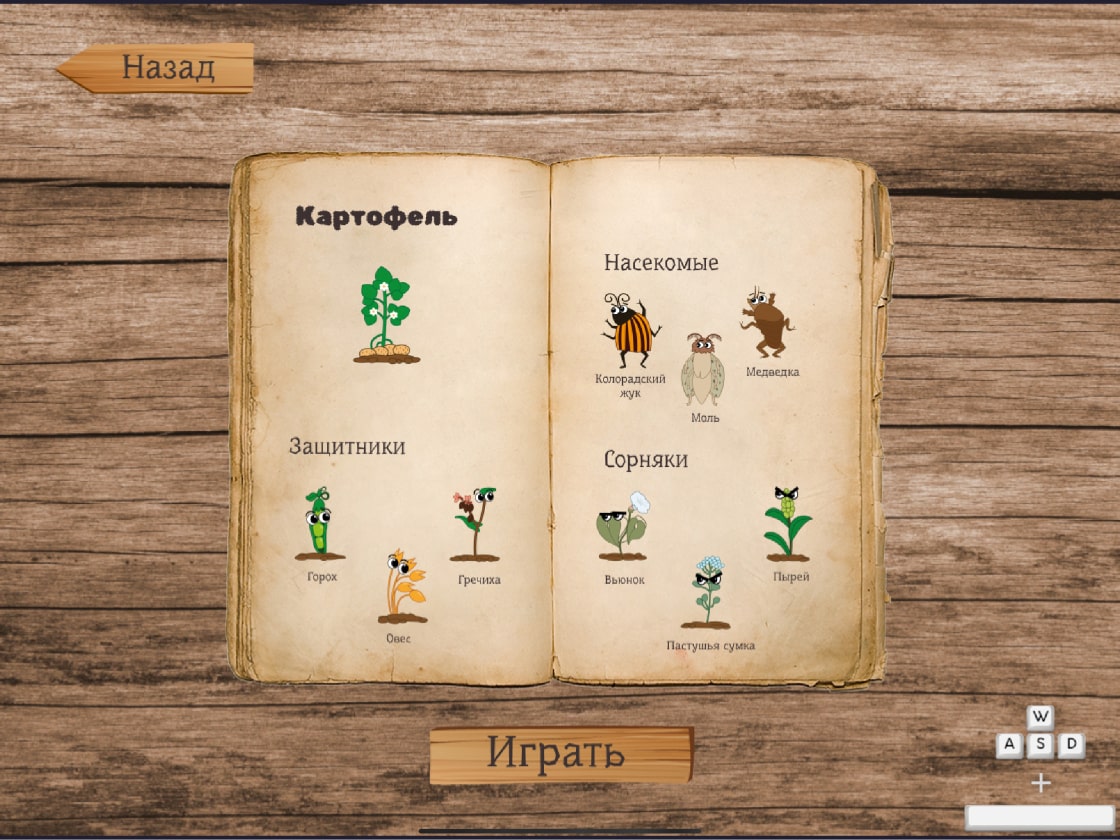 Назад
Картофель
Защитники
Горох
Гречиха
Овес
Насекомые
Колорадский
жук
Медведка
Моль
Сорняки
Вьюнок
Пырей
Пастушья сумка
Играть
W
A S D
+